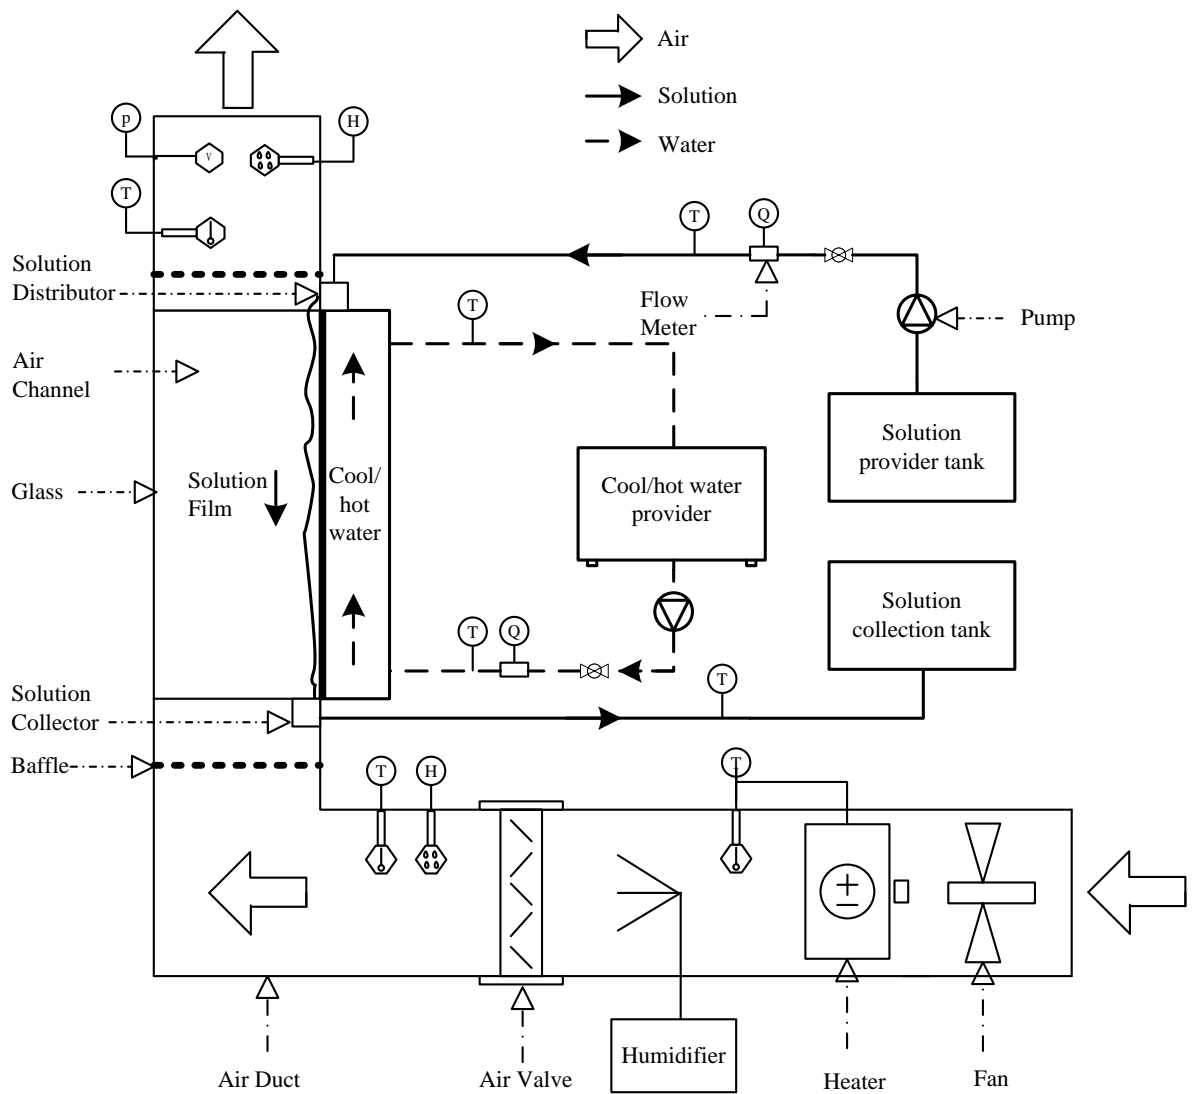 Air
Solution
Water
p
V
H
T
T
Q
Solution
Distributor
T
Flow
Meter
Pump
Air
Channel
Solution
provider tank
Glass
Solution
Film
Cool/
hot
water
Cool/hot water
provider
Solution
collection tank
T
Q
T
Solution
Collector
Baffle
T
H
T
Humidifier
Air Duct
Air Valve
Heater
Fan